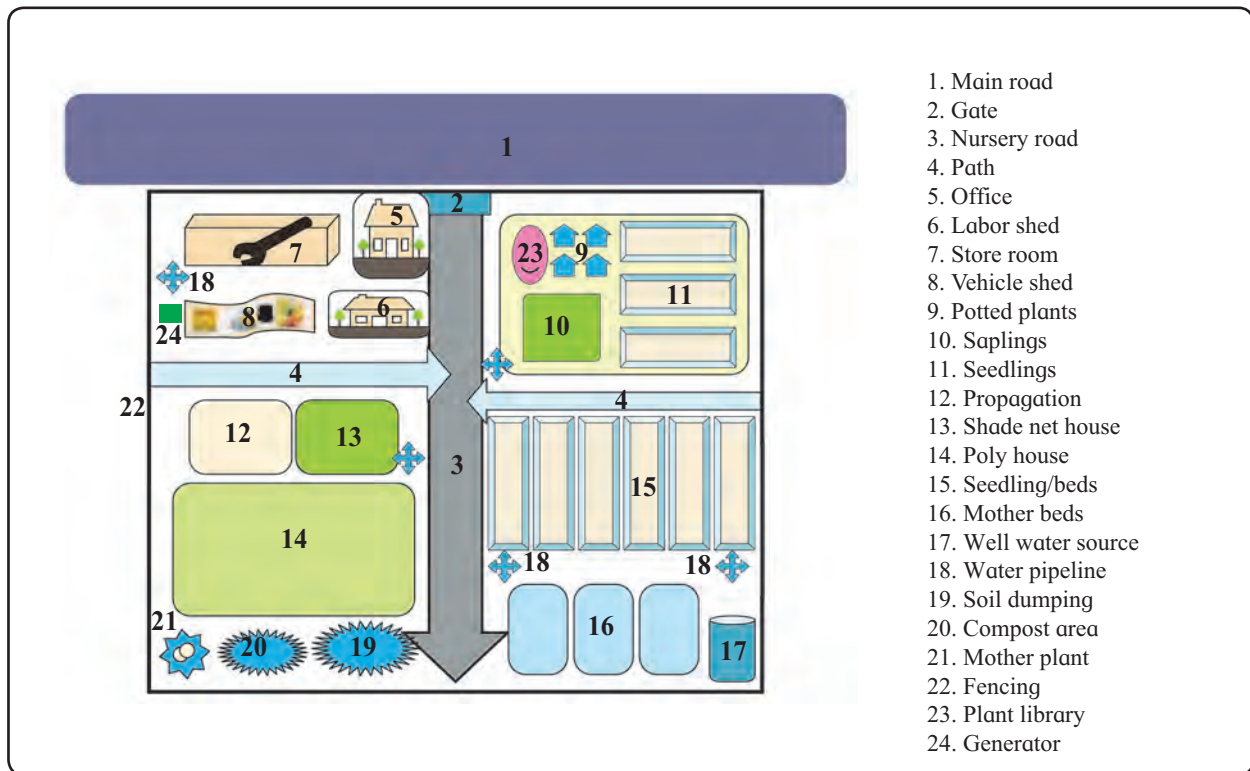 1
2
5
7
18
8
24
6
23
9
11
10
4
22
4
12
13
3
15
14
18
18
21
20
19
16
17
1. Main road
2. Gate
3. Nursery road
4. Path
5. Office
6. Labor shed
7. Store room
8. Vehicle shed
9. Potted plants
10. Saplings
11. Seedlings
12. Propagation
13. Shade net house
14. Poly house
15. Seedling/beds
16. Mother beds
17. Well water source
18. Water pipeline
19. Soil dumping
20. Compost area
21. Mother plant
22. Fencing
23. Plant library
24. Generator